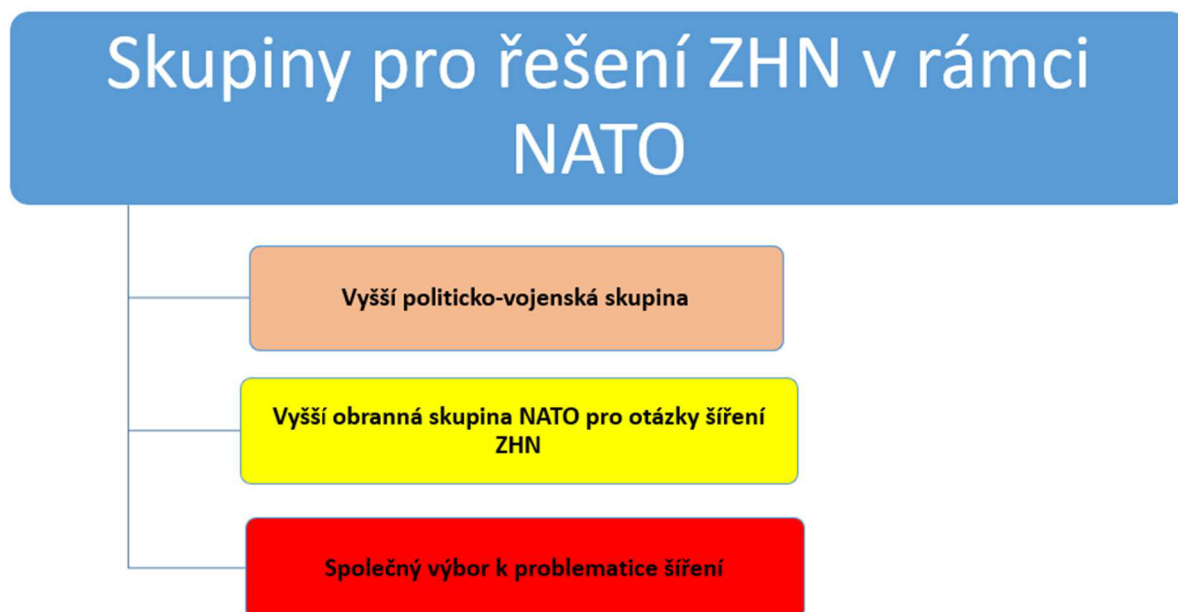 Skupiny pro řešení ZHN v rámci
NATO
Vyšší politicko-vojenská skupina
Vyšší obranná skupina NATO pro otázky šíření
ZHN
Společný výbor k problematice šíření